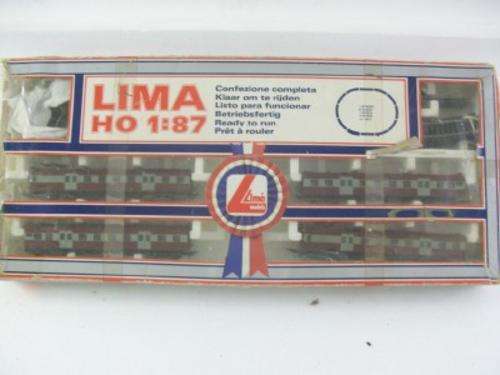 LIMA
HO 1:87
Confezione completa
Klaar om te rijden
Listo para funcionar
Betriebsfertig
Ready to run
Prêt à rouler
L
Lima
models